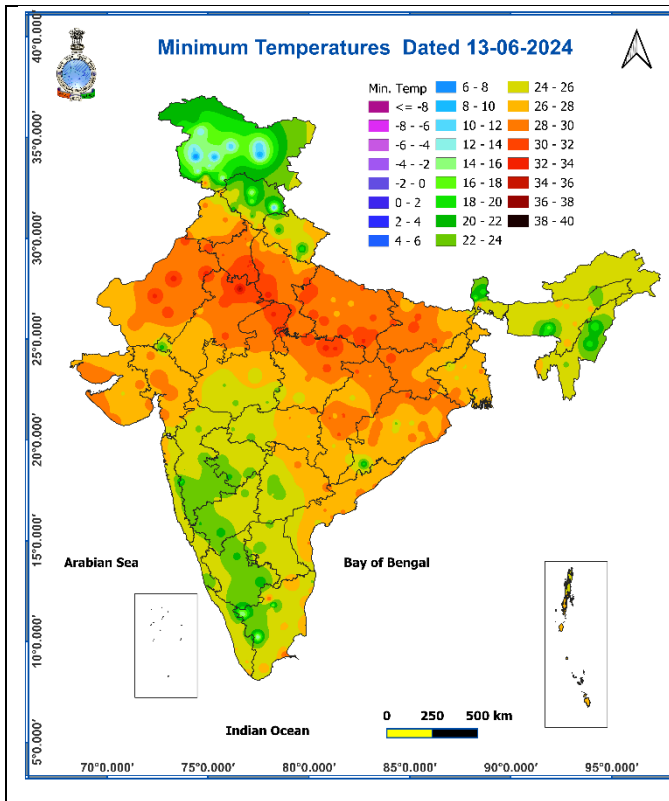 Minimum Temperatures Dated 13-06-2024
Min. Temp
<= -8
-8 - -6
-6 - -4
-4 - -2
-2 - 0
0 - 2
2 - 4
4 - 6
6 - 8
8 - 10
10 - 12
12 - 14
14 - 16
16 - 18
18 - 20
20 - 22
22 - 24
24 - 26
26 - 28
28 - 30
30 - 32
32 - 34
34 - 36
36 - 38
38 - 40
40°0.000'
35°0.000'
30°0.000'
25°0.000'
20°0.000'
15°0.000'
10°0.000'
5°0.000'
Arabian Sea
Bay of Bengal
Indian Ocean
0 250 500 km
70°0.000' 75°0.000' 80°0.000' 85°0.000' 90°0.000' 95°0.000'